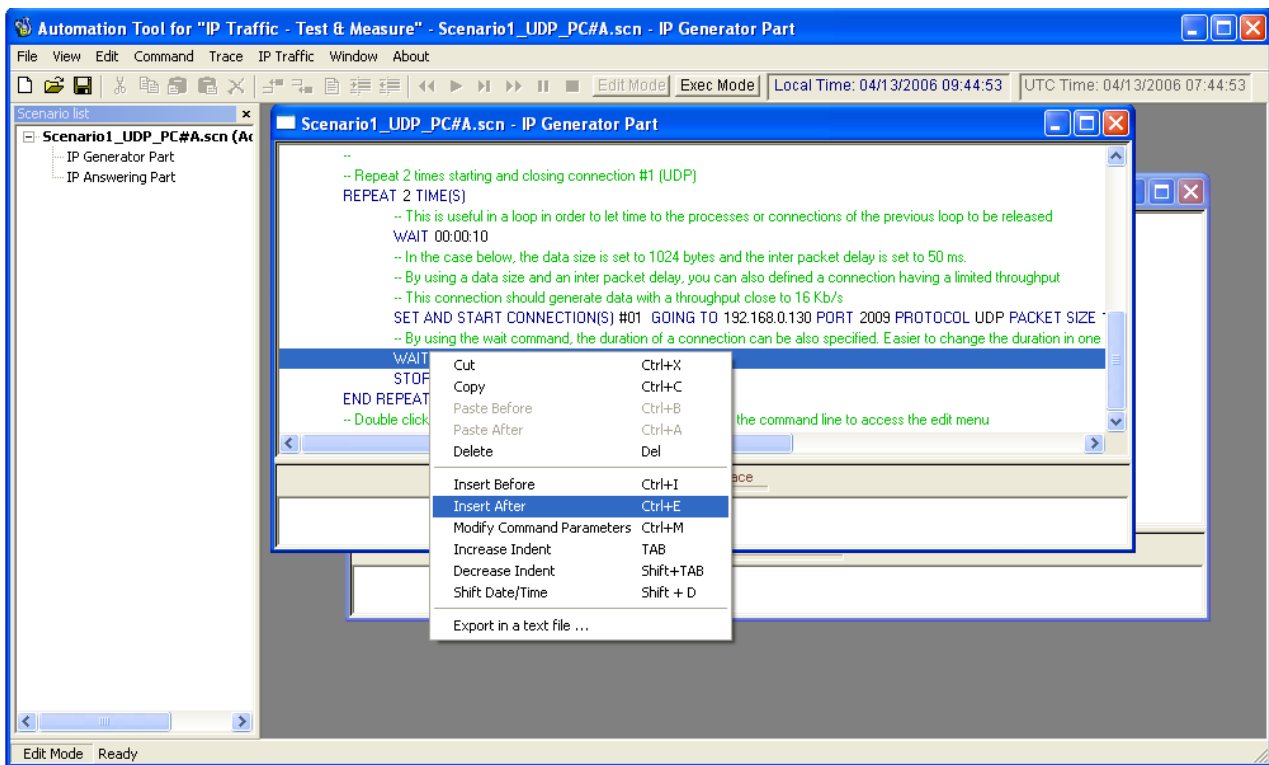 Automation Tool for "IP Traffic - Test & Measure" - Scenario1_UDP_PC#A.scn - IP Generator Part
File View Edit Command Trace IP Traffic Window About
Edit Mode Exec Mode Local Time: 04/13/2006 09:44:53 UTC Time: 04/13/2006 07:44:53
Scenario list
Scenario1_UDP_PC#A.scn (Ac
IP Generator Part
IP Answering Part
Scenario1_UDP_PC#A.scn - IP Generator Part
--
-- Repeat 2 times starting and closing connection #1 (UDP)
REPEAT 2 TIME(S)
-- This is useful in a loop in order to let time to the processes or connections of the previous loop to be released
WAIT 00:00:10
-- In the case below, the data size is set to 1024 bytes and the inter packet delay is set to 50 ms.
-- By using a data size and an inter packet delay, you can also defined a connection having a limited throughput
-- This connection should generate data with a throughput close to 16 Kb/s
SET AND START CONNECTION(S) #01 GOING TO 192.168.0.130 PORT 2009 PROTOCOL UDP PACKET SIZE
-- By using the wait command, the duration of a connection can be also specified. Easier to change the duration in one
WAIT
STOP
END REPEAT
-- Double click the command line to access the edit menu
Cut Ctrl+X
Copy Ctrl+C
Paste Before Ctrl+B
Paste After Ctrl+A
Delete Del
Insert Before Ctrl+I
Insert After Ctrl+E
Modify Command Parameters Ctrl+M
Increase Indent TAB
Decrease Indent Shift+TAB
Shift Date/Time Shift + D
Export in a text file ...
Edit Mode Ready